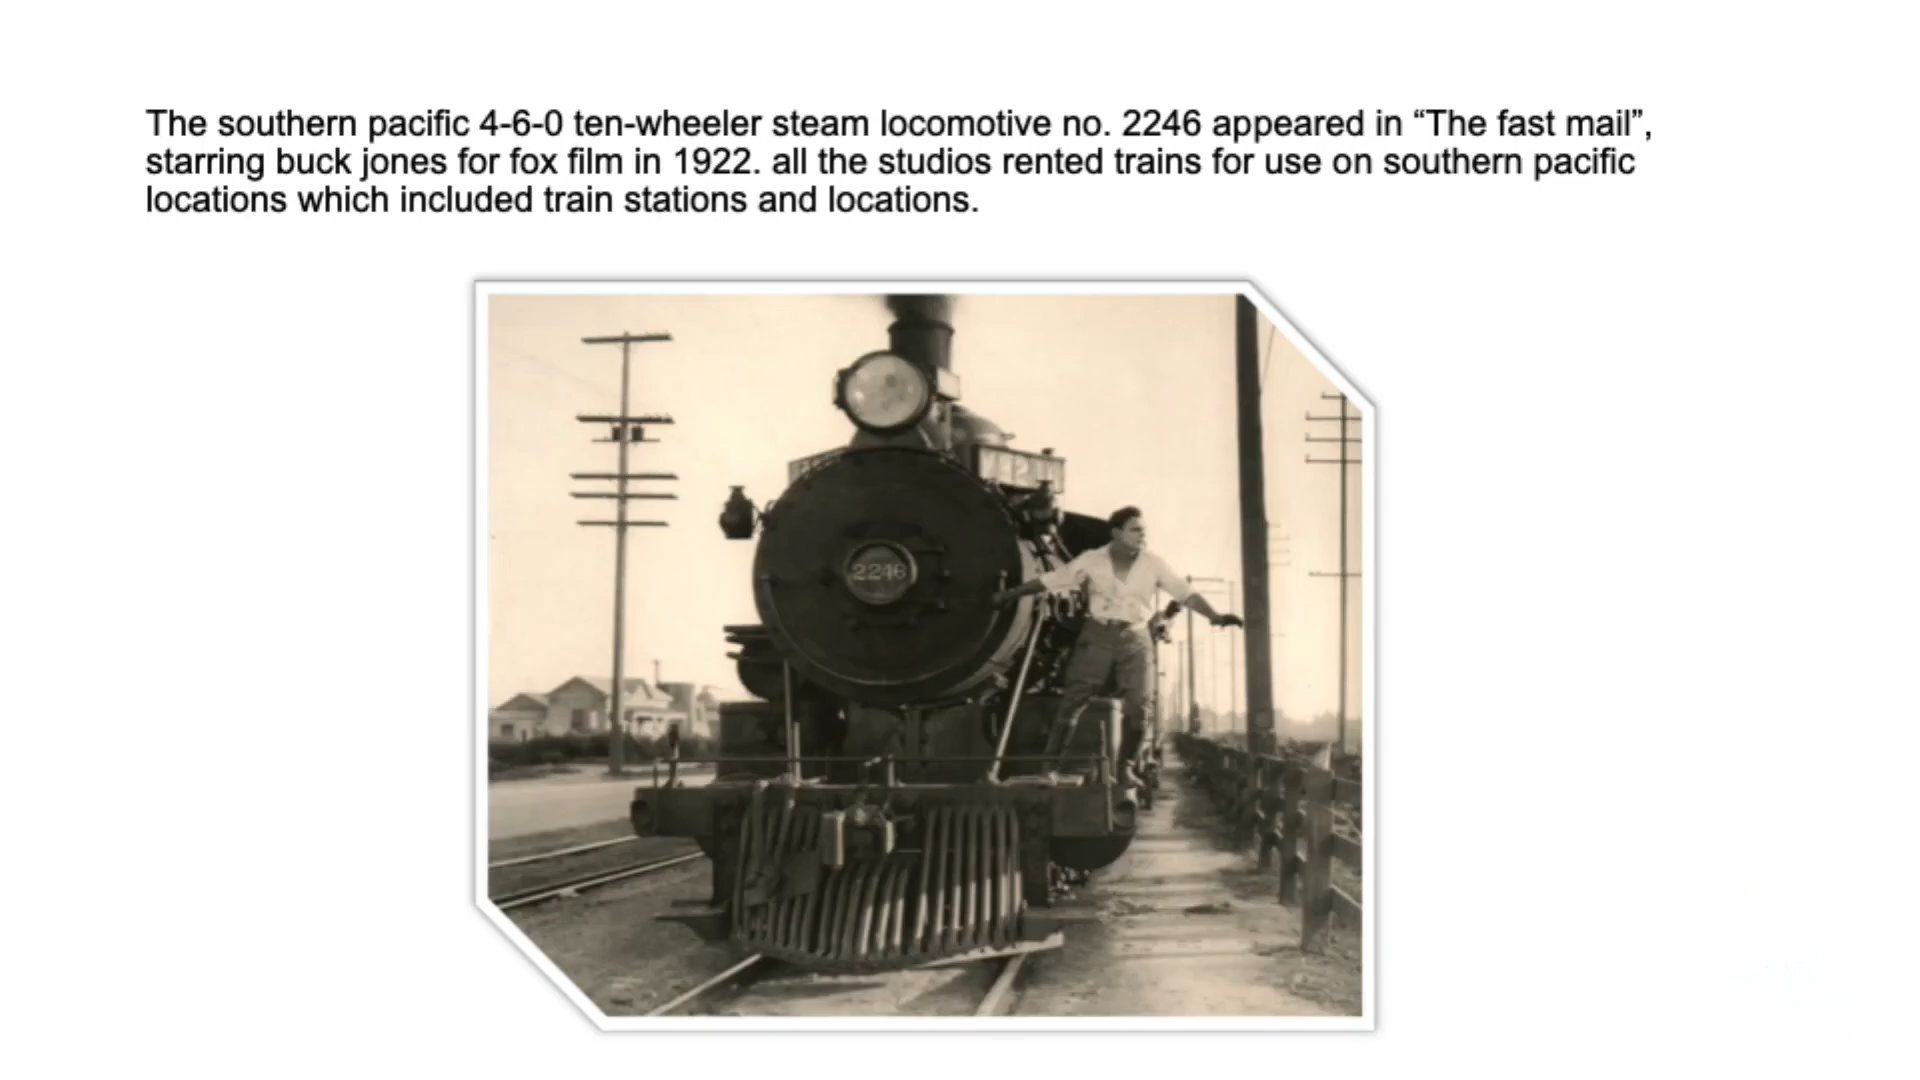 The southern pacific 4-6-0 ten-wheeler steam locomotive no. 2246 appeared in “The fast mail”,
starring buck jones for fox film in 1922. all the studios rented trains for use on southern pacific
locations which included train stations and locations.
2246